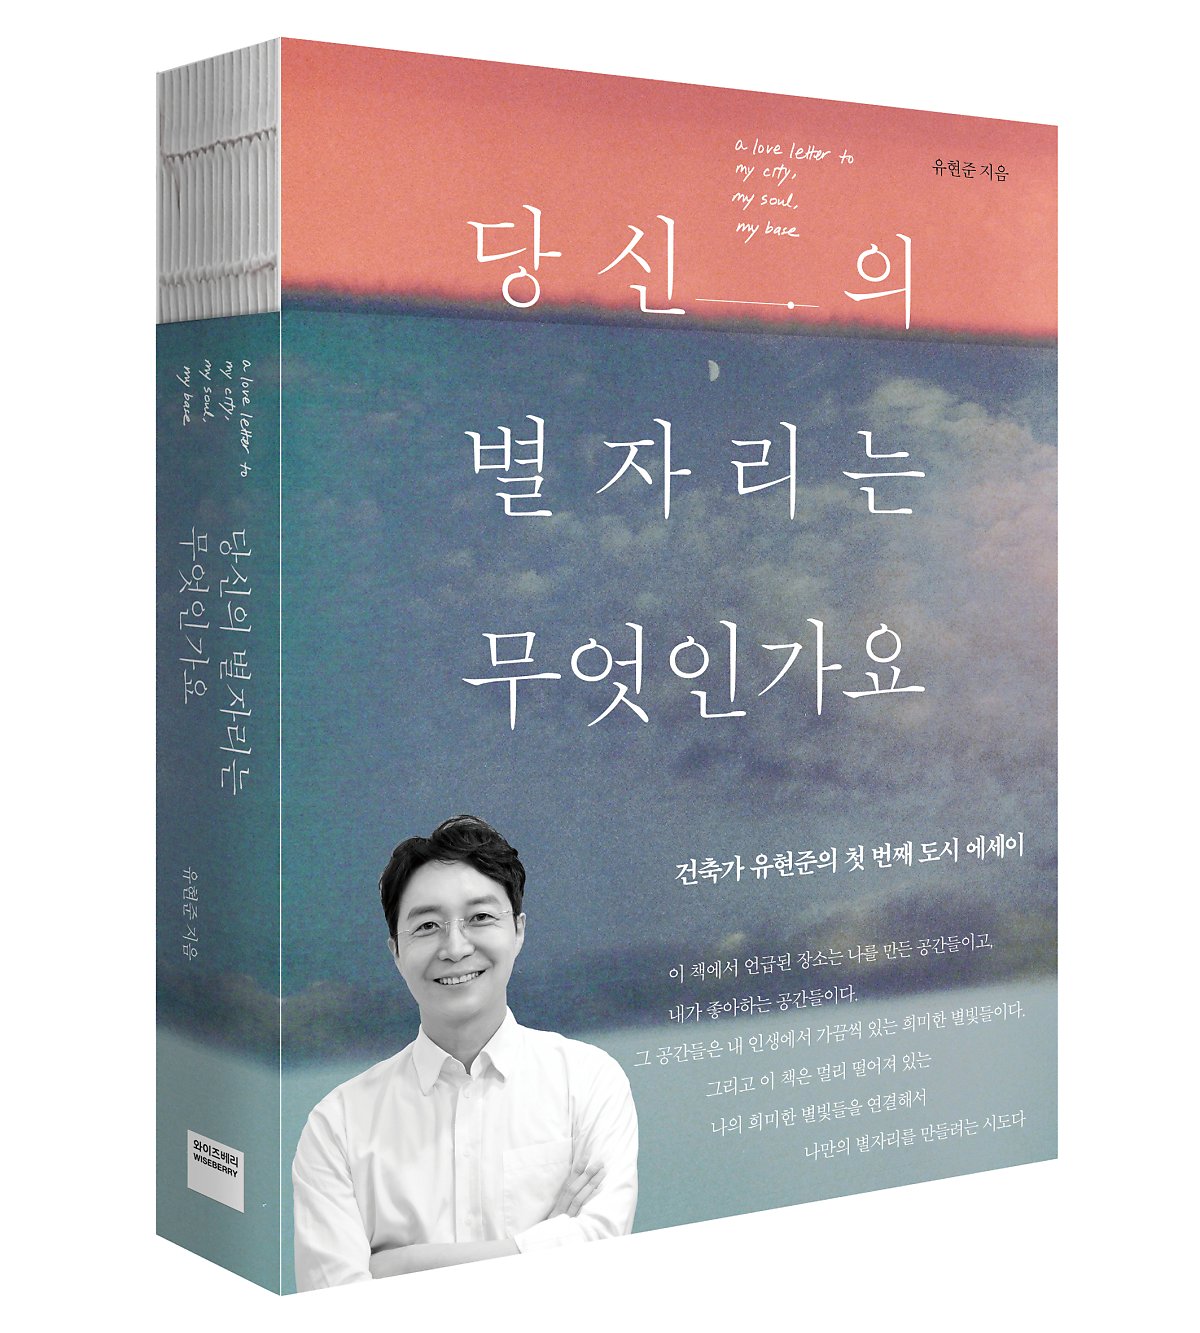 a love letter to
my city,
my soul,
my base
유현준 지음
당신의
별자리는
무엇인가요
건축가 유현준의 첫 번째 도시 에세이
이 책에서 언급된 장소는 나를 만든 공간들이고,
내가 좋아하는 공간들이다.
그 공간들은 내 인생에서 가끔씩 있는 희미한 별빛들이다.
그리고 이 책은 멀리 떨어져 있는
나의 희미한 별빛들을 연결해서
나만의 별자리를 만들려는 시도다
a love letter to
my city,
my soul,
my base
당신의 별자리는
무엇인가요
유현준 지음
와이즈베리
WISEBERRY